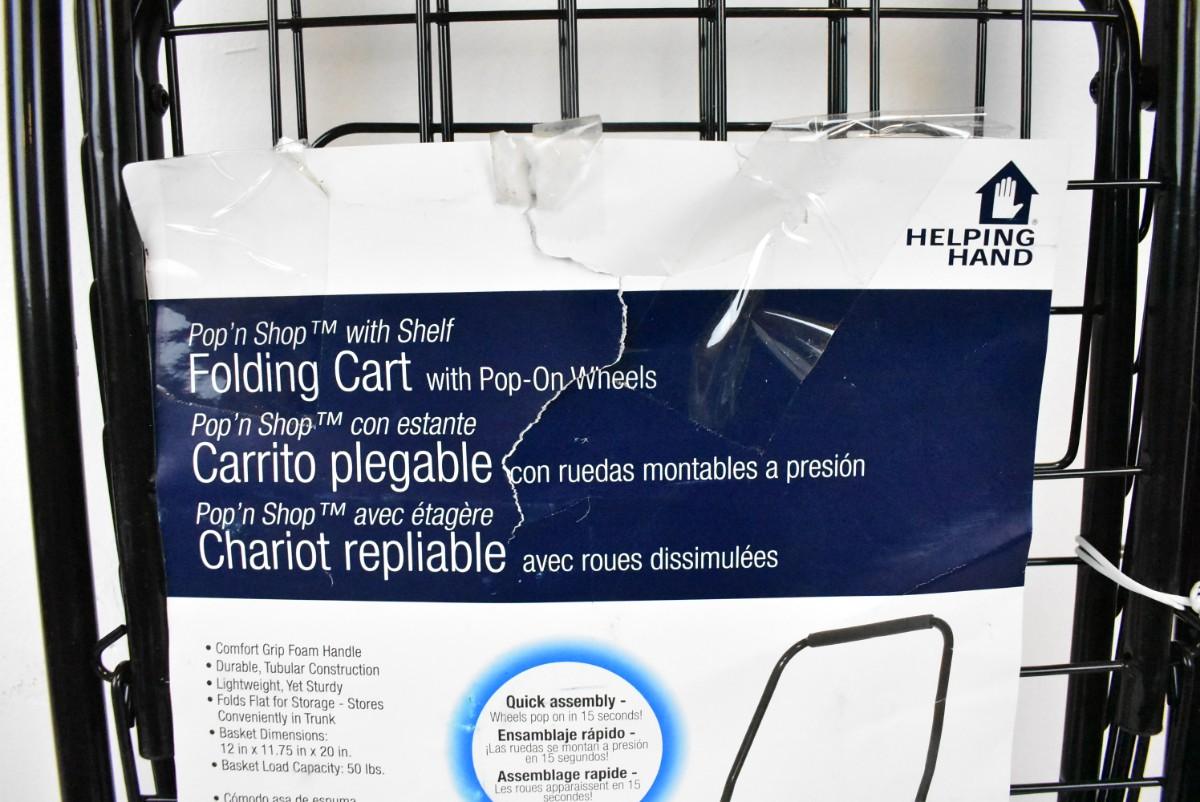 HELPING
HAND
®
Pop'n Shop™ with Shelf
Folding Cart with Pop-On Wheels
Pop'n Shop™ con estante
Carrito plegable con ruedas montables a presión
Pop'n Shop™ avec étagère
Chariot repliable avec roues dissimulées
• Comfort Grip Foam Handle
• Durable, Tubular Construction
• Lightweight, Yet Sturdy
• Folds Flat for Storage - Stores
Conveniently in Trunk
• Basket Dimensions:
12 in x 11.75 in x 20 in.
• Basket Load Capacity: 50 lbs.
• Cómodo asa de espuma
Quick assembly -
Wheels pop on in 15 seconds!
Ensamblaje rápido -
¡Las ruedas se montan a presión
en 15 segundos!
Assemblage rapide -
Les roues apparaissent en 15
secondes!